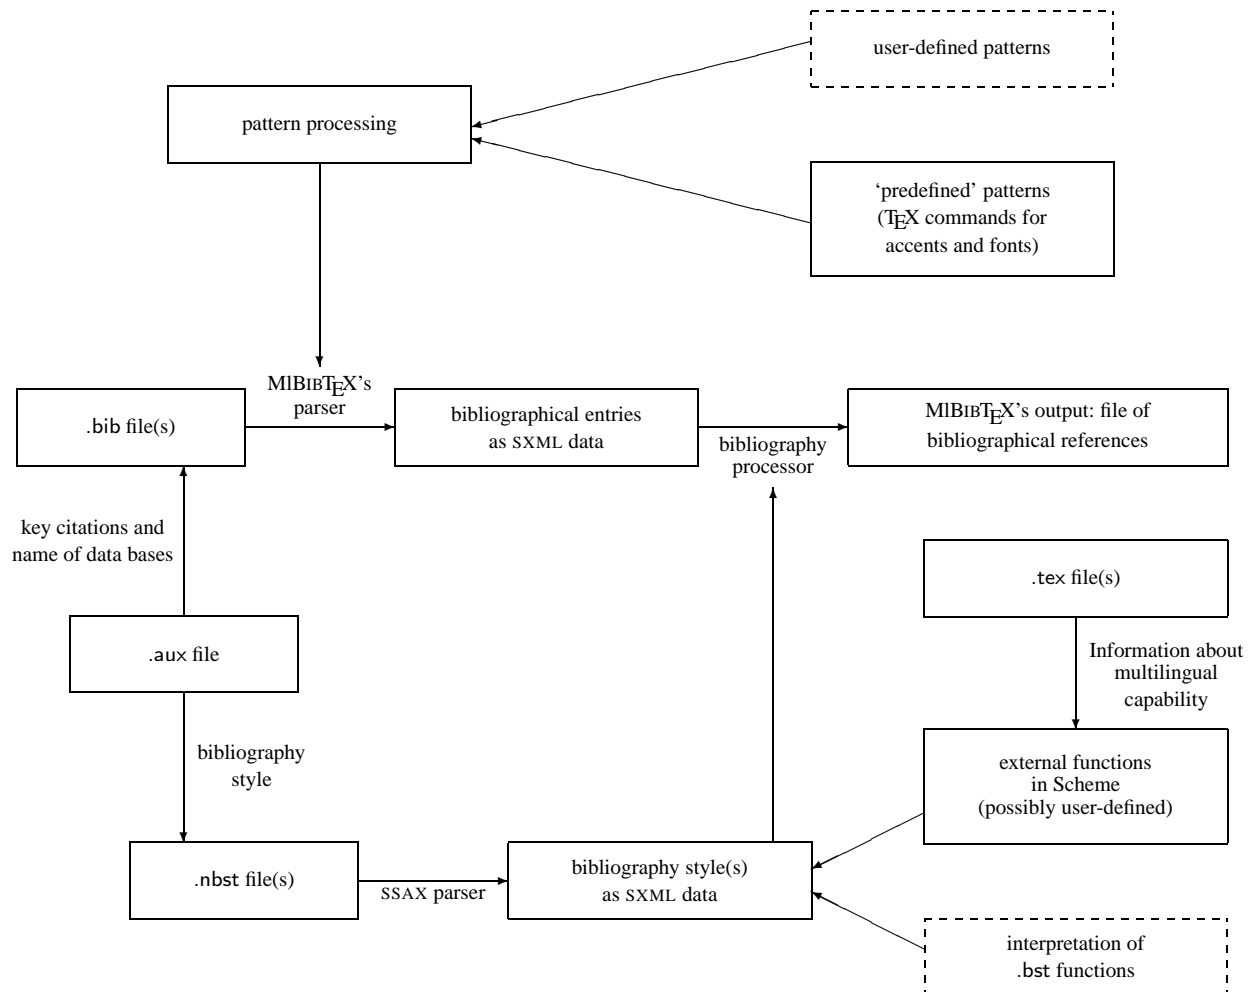 user-defined patterns
pattern processing
‘predefined’ patterns
(TEX commands for
accents and fonts)
MlBIBTEX’s
parser
.bib file(s)
bibliographical entries
as SXML data
bibliography
processor
MlBIBTEX’s output: file of
bibliographical references
key citations and
name of data bases
.tex file(s)
.aux file
Information about
multilingual
capability
bibliography
style
external functions
in Scheme
(possibly user-defined)
.nbst file(s)
SSAX parser
bibliography style(s)
as SXML data
interpretation of
.bst functions